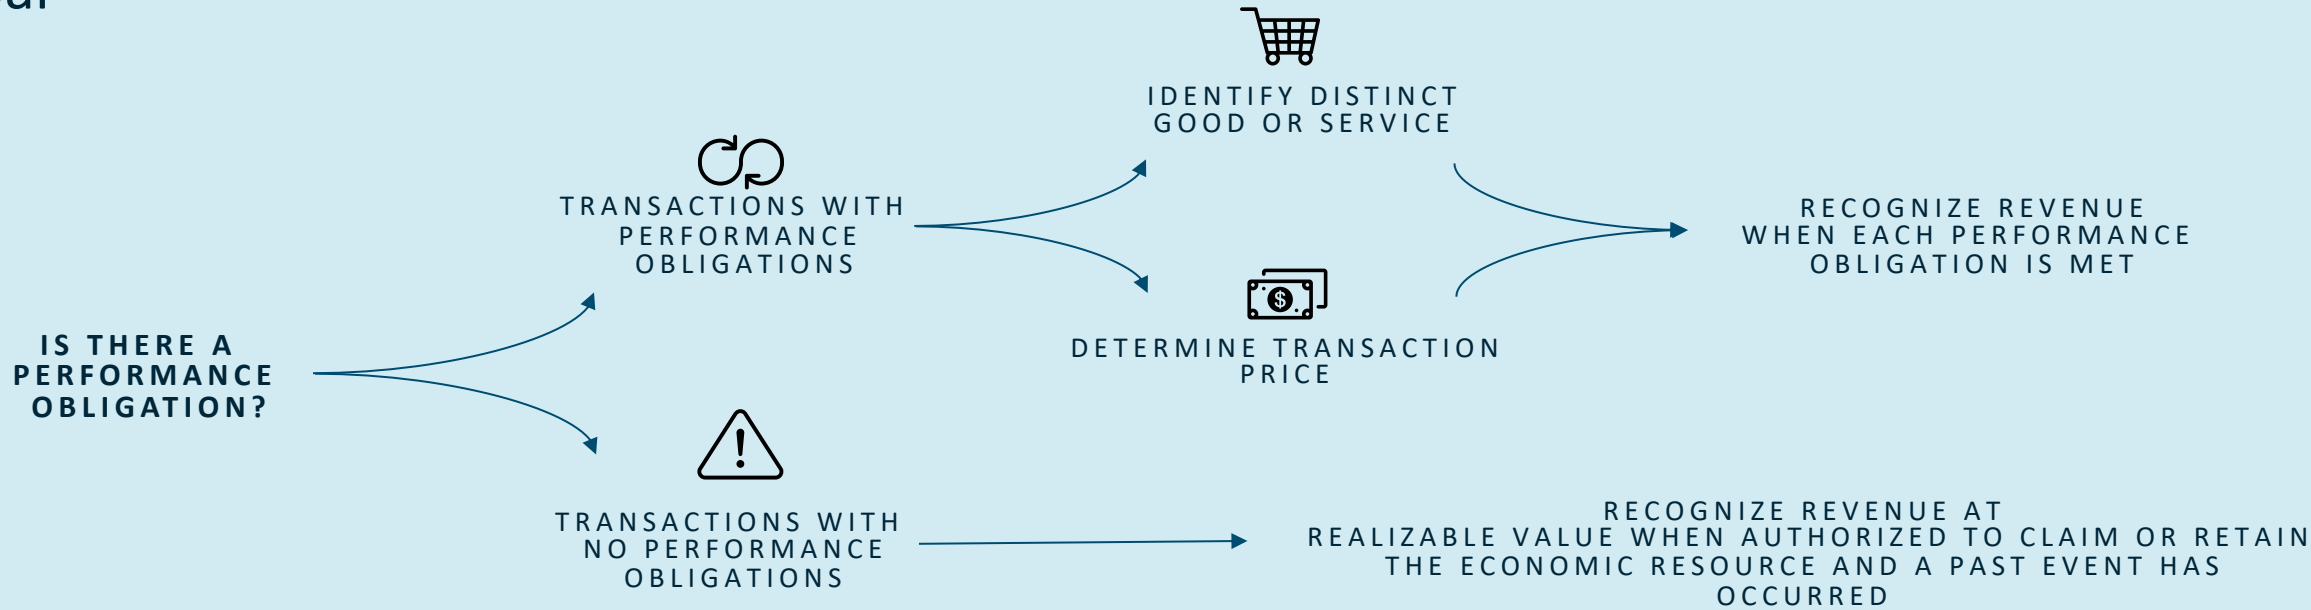 IDENTIFY DISTINCT
GOOD OR SERVICE
TRANSACTIONS WITH
PERFORMANCE
OBLIGATIONS
RECOGNIZE REVENUE
WHEN EACH PERFORMANCE
OBLIGATION IS MET
$
IS THERE A
PERFORMANCE
OBLIGATION?
DETERMINE TRANSACTION
PRICE
TRANSACTIONS WITH
NO PERFORMANCE
OBLIGATIONS
RECOGNIZE REVENUE AT
REALIZABLE VALUE WHEN AUTHORIZED TO CLAIM OR RETAIN
THE ECONOMIC RESOURCE AND A PAST EVENT HAS
OCCURRED